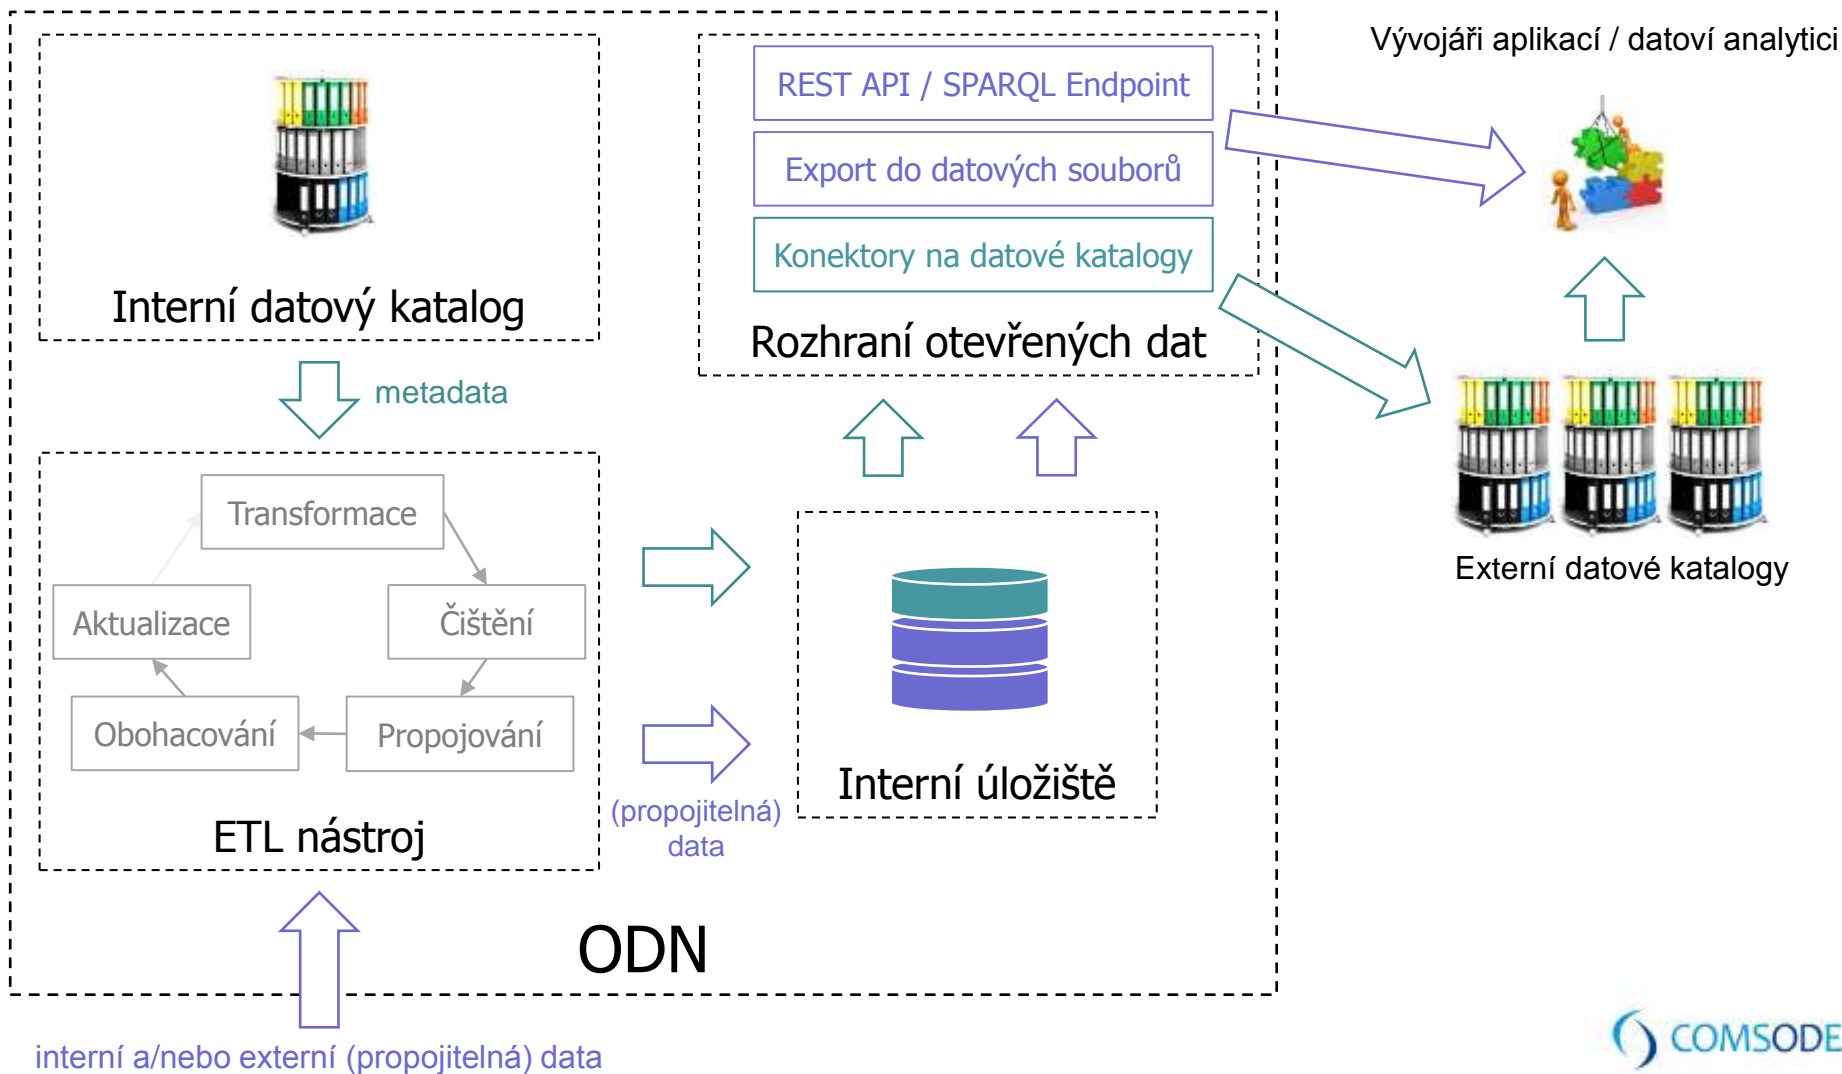 Vývojáři aplikací / datoví analytici
REST API / SPARQL Endpoint
Export do datových souborů
Konektory na datové katalogy
Interní datový katalog
Rozhraní otevřených dat
metadata
Transformace
Aktualizace
Čištění
Obohacování
Propojování
ETL nástroj
(propojitelná)
data
Interní úložiště
Externí datové katalogy
ODN
interní a/nebo externí (propojitelná) data
COMSODE